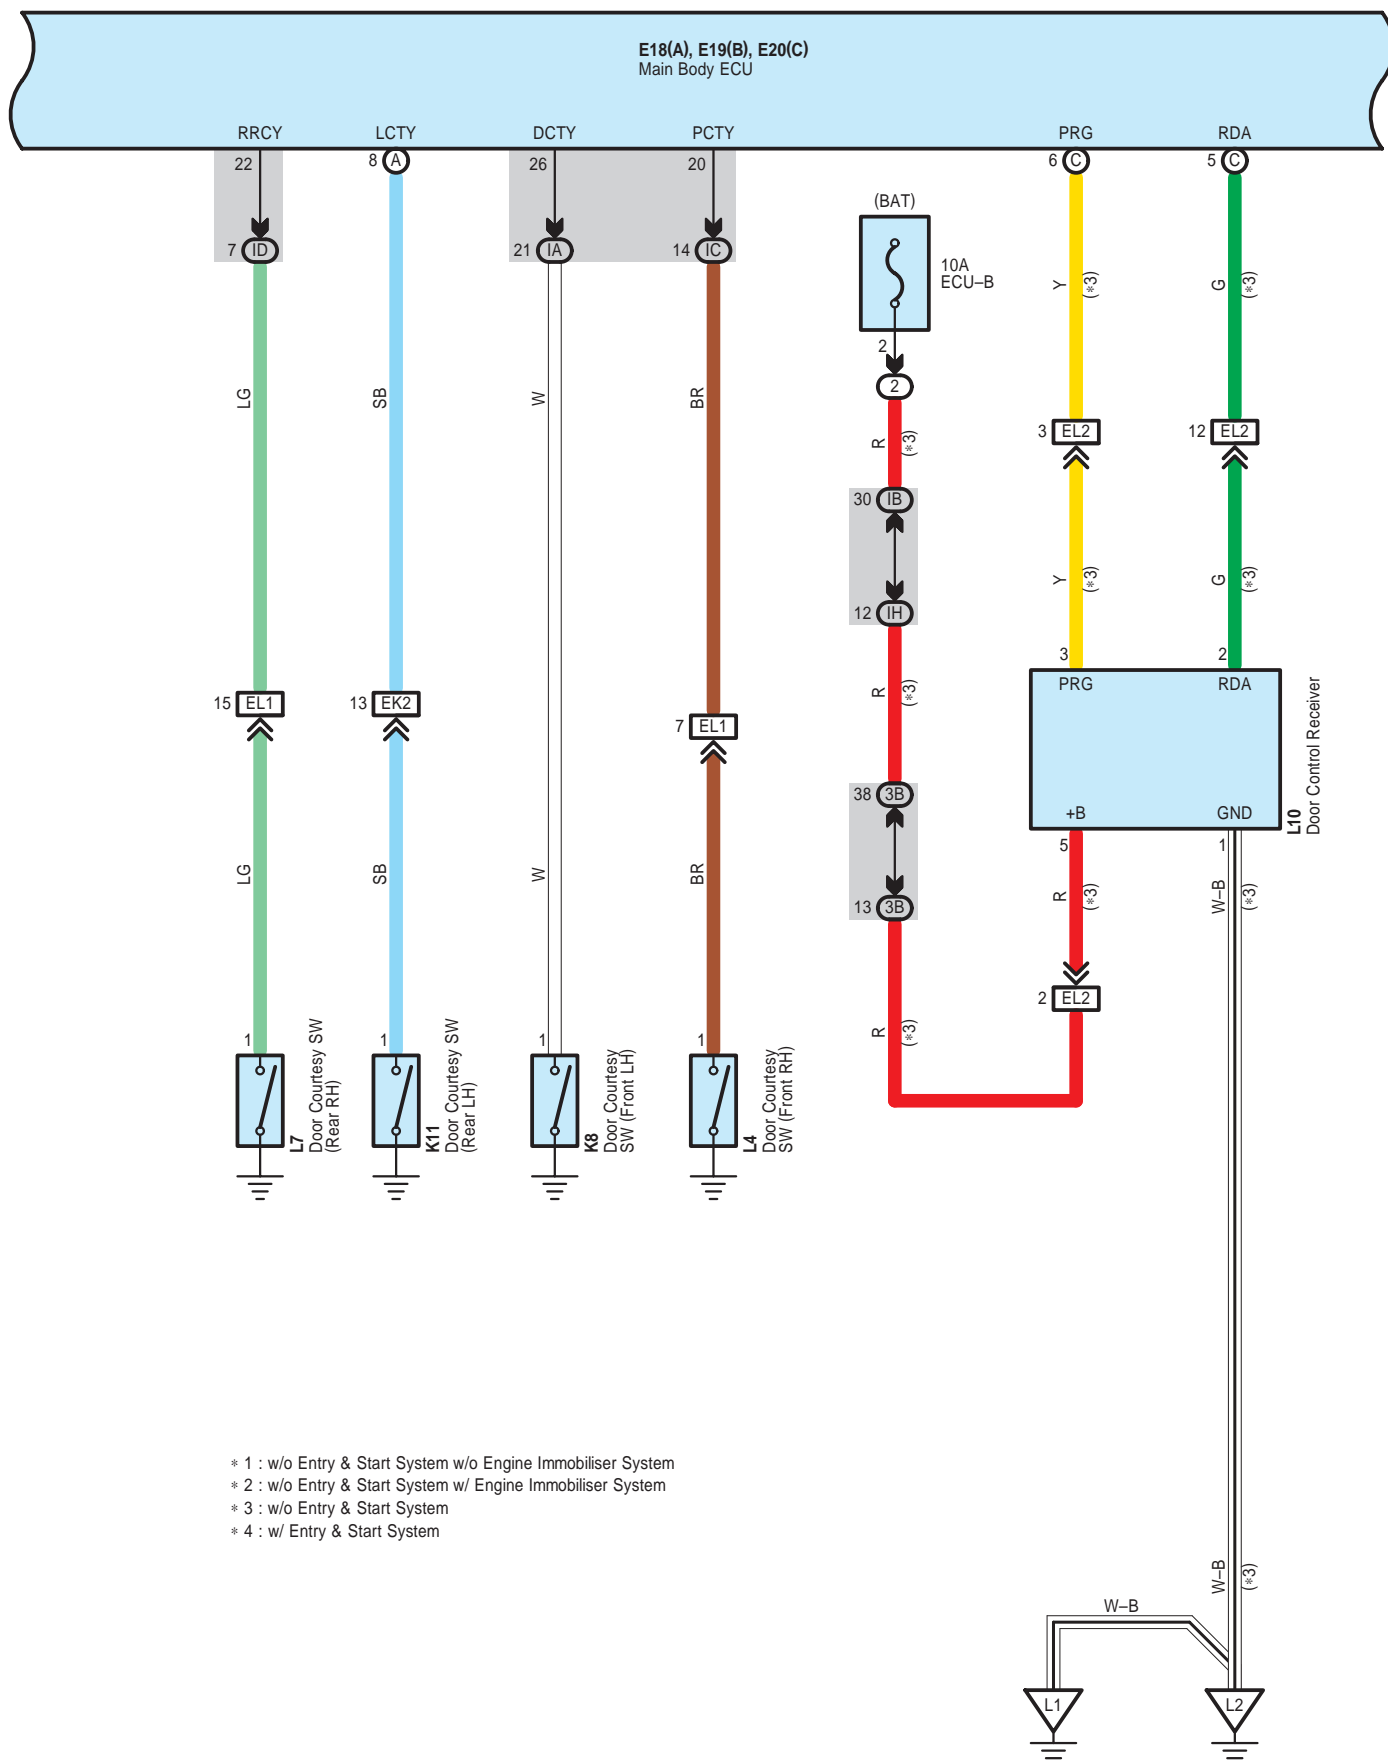 E18(A), E19(B), E20(C)
Main Body ECU
RRCY
LCTY
DCTY
PCTY
PRG
RDA
22
8 A
26
20
6 C
5 C
(BAT)
7 ID
21 IA
14 IC
10A
ECU–B
Y
(∗3)
G
(∗3)
2
2
LG
SB
W
BR
R
(∗3)
3 EL2
12 EL2
30 IB
Y
(∗3)
G
(∗3)
12 IH
3
2
PRG
RDA
15 EL1
13 EK2
7 EL1
R
(∗3)
38 3B
+B
GND
L10
Door Control Receiver
5
1
LG
SB
W
BR
13 3B
R
(∗3)
W–B
(∗3)
2 EL2
R
(∗3)
1
1
1
1
L7
Door Courtesy SW
(Rear RH)
K11
Door Courtesy SW
(Rear LH)
K8
Door Courtesy
SW (Front LH)
L4
Door Courtesy
SW (Front RH)
∗ 1 : w/o Entry & Start System w/o Engine Immobiliser System
∗ 2 : w/o Entry & Start System w/ Engine Immobiliser System
∗ 3 : w/o Entry & Start System
∗ 4 : w/ Entry & Start System
W–B
(∗3)
W–B
L1
L2